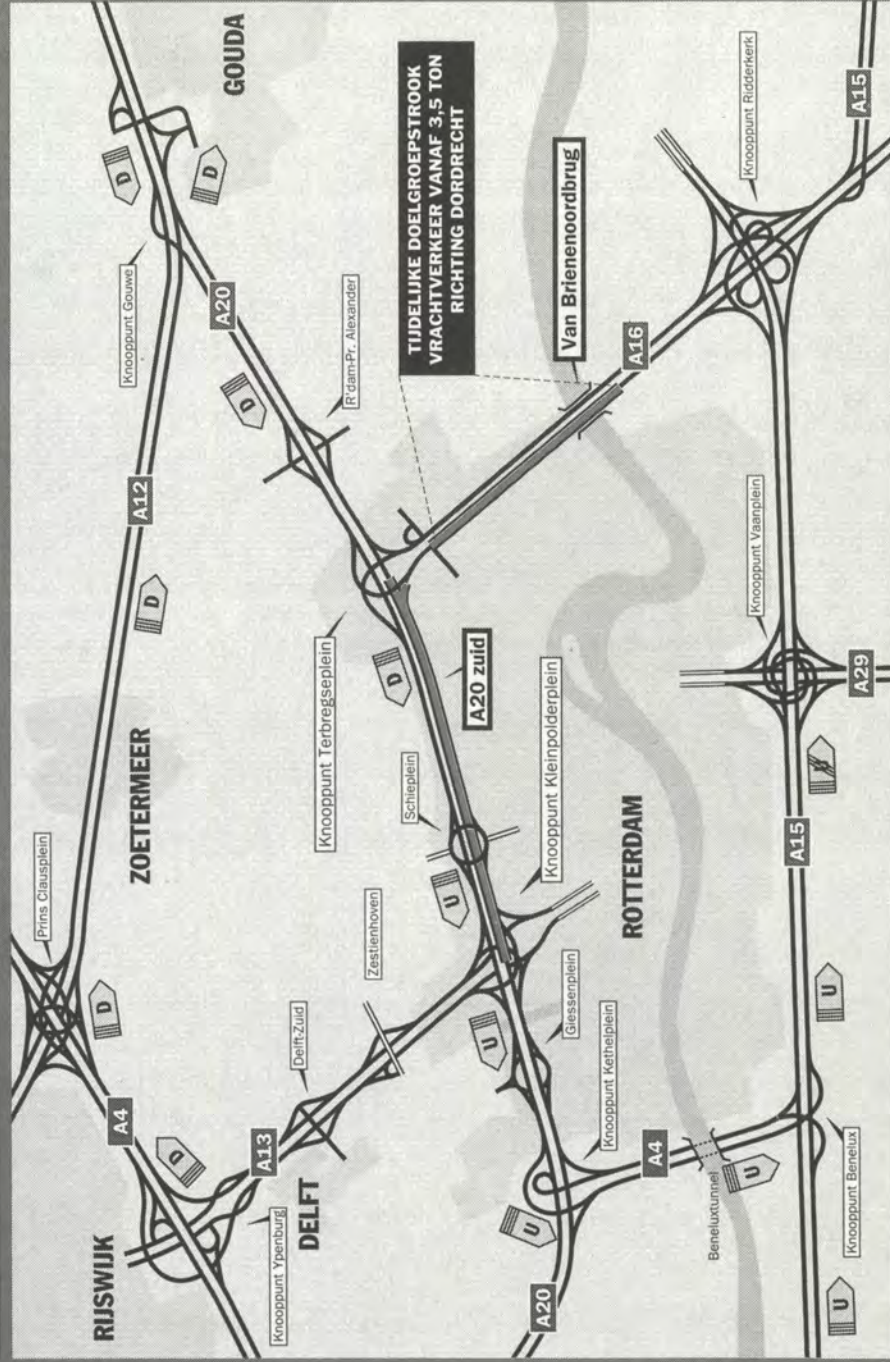 Prins Clausplein
RIJSWIJK
A4
D
D
Knooppunt Ypenburg
A13
DELFT
Delft-Zuid
Zestienhoven
ZOETERMEER
D
A12
Knooppunt Gouwe
D
D
GOUDA
A20
D
R'dam-Pr. Alexander
Knooppunt Terbregseplein
D
Schieplein
U
A20 zuid
Knooppunt Kleinpolderplein
U
Giessenplein
Knooppunt Kethelplein
U
A20
ROTTERDAM
TIJDELIJKE DOELGROEPSTROOK
VRACHTVERKEER VANAF 3,5 TON
RICHTING DORDRECHT
Van Brienenoordbrug
A16
Knooppunt Ridderkerk
A4
Beneluxtunnel
U
Knooppunt Vaanplein
U
U
A15
U
A29
A15
Knooppunt Benelux